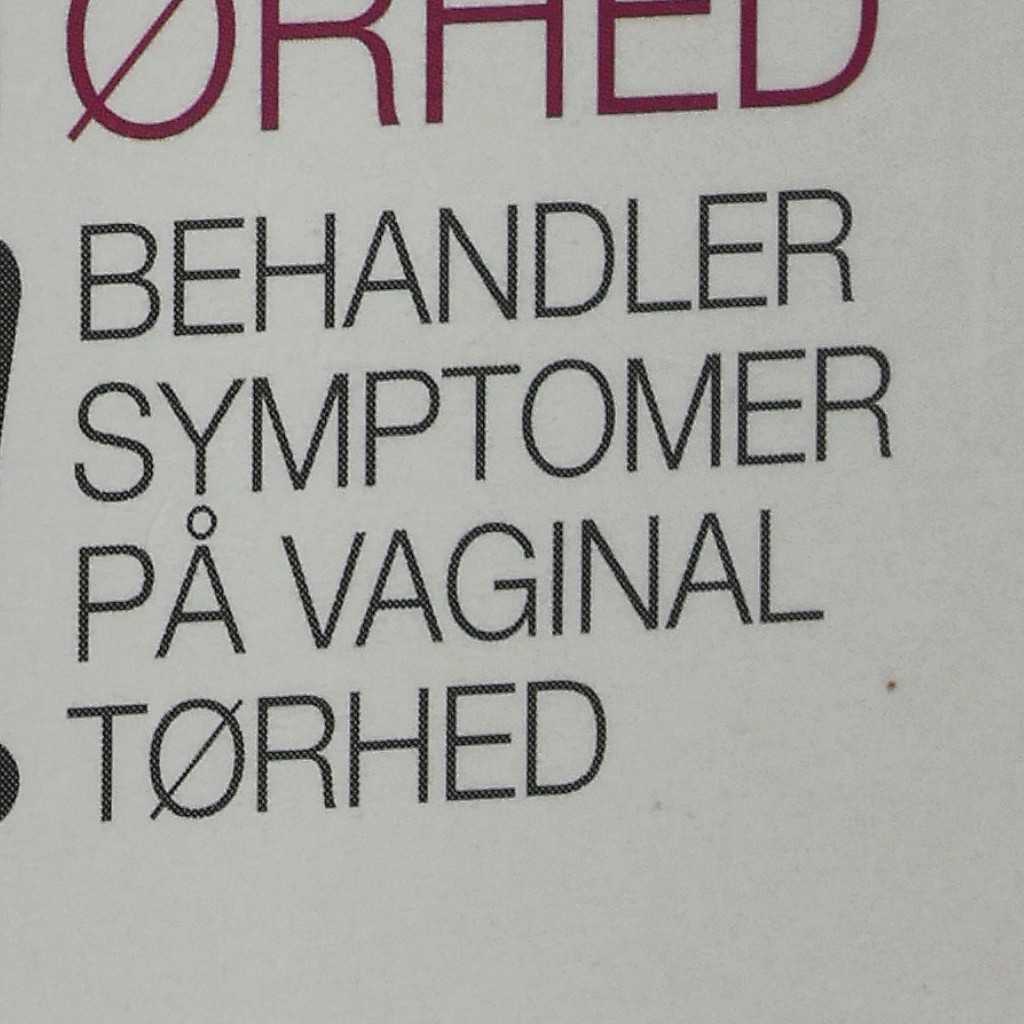 ØRHED
BEHANDLER
SYMPTOMER
PÅ VAGINAL
TØRHED